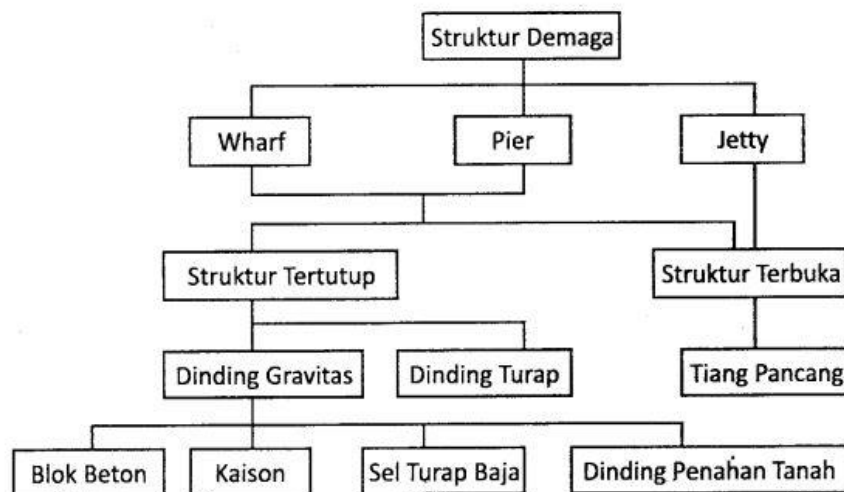 Struktur Demaga
Wharf
Pier
Jetty
Struktur Tertutup
Struktur Terbuka
Dinding Gravitas
Dinding Turap
Tiang Pancang
Blok Beton
Kaison
Sel Turap Baja
Dinding Penahan Tanah